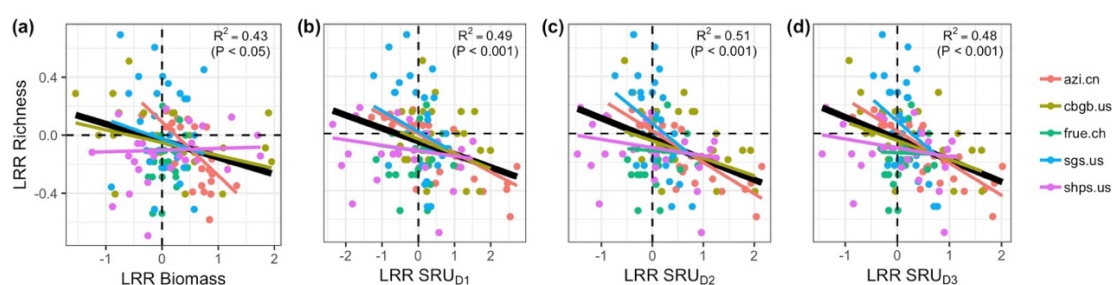 (a)
R² = 0.43
(P < 0.05)
(b)
R² = 0.49
(P < 0.001)
(c)
R² = 0.51
(P < 0.001)
(d)
R² = 0.48
(P < 0.001)
LRR Richness
0.4
0.0
-0.4
-1 0 1 2
-2 -1 0 1 2
-1 0 1 2
-1 0 1 2
LRR Biomass
LRR SRU_D1
LRR SRU_D2
LRR SRU_D3
azi.cn
cbgb.us
frue.ch
sgs.us
shps.us